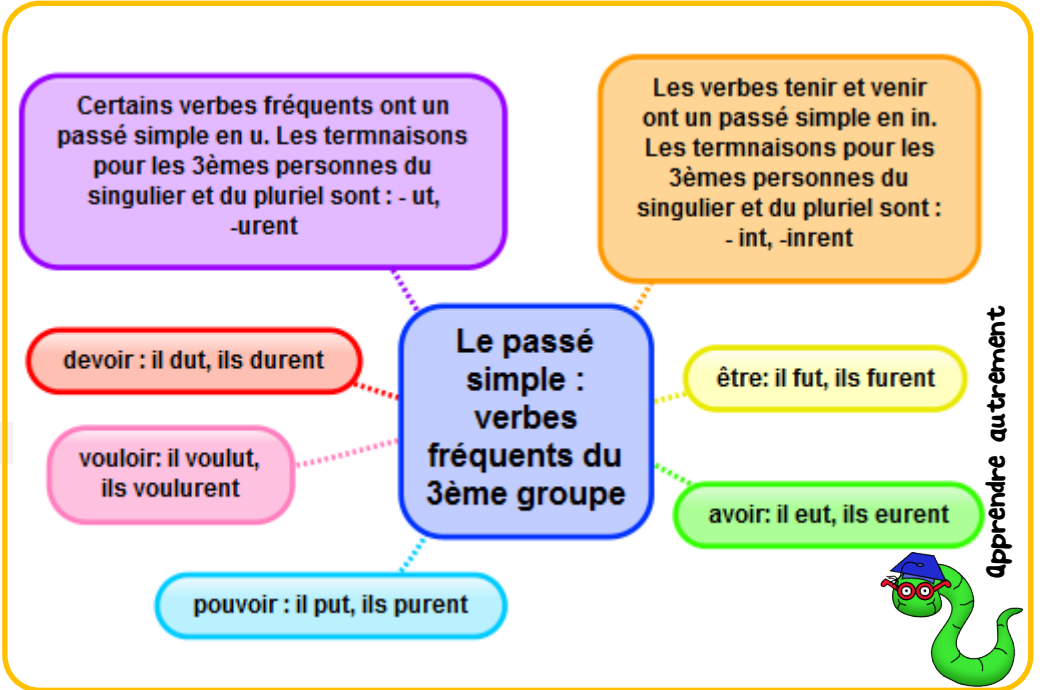 Certains verbes fréquents ont un
passé simple en u. Les termnaisons
pour les 3èmes personnes du
singulier et du pluriel sont : - ut,
-urent
Les verbes tenir et venir
ont un passé simple en in.
Les termnaisons pour les
3èmes personnes du
singulier et du pluriel sont :
- int, -inrent
Le passé
simple :
verbes
fréquents du
3ème groupe
devoir : il dut, ils durent
être: il fut, ils furent
vouloir: il voulut,
ils voulurent
avoir: il eut, ils eurent
pouvoir : il put, ils purent
apprendre autrement